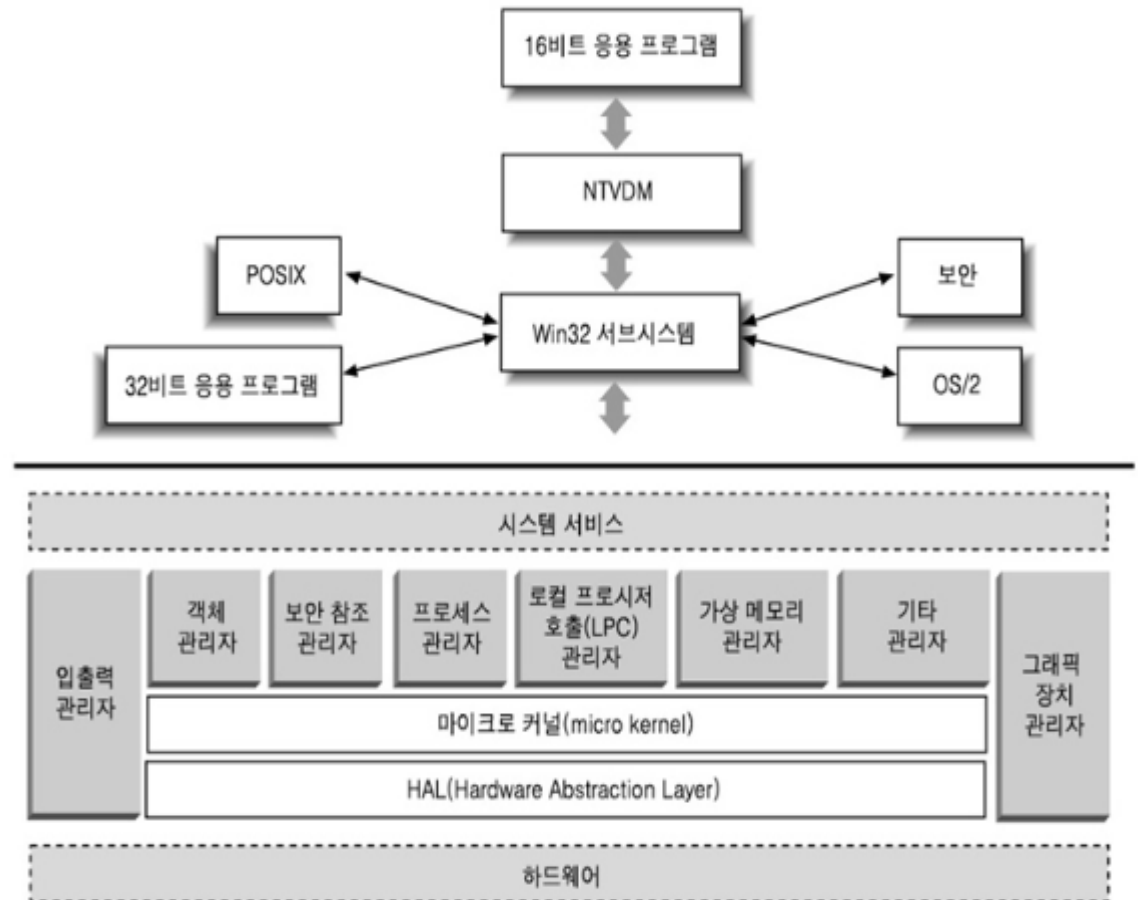 16비트 응용 프로그램
NTVDM
POSIX
보안
Win32 서브시스템
32비트 응용 프로그램
OS/2
시스템 서비스
입출력
관리자
객체
관리자
보안 참조
관리자
프로세스
관리자
로컬 프로시저
호출(LPC)
관리자
가상 메모리
관리자
기타
관리자
그래픽
장치
관리자
마이크로 커널(micro kernel)
HAL(Hardware Abstraction Layer)
하드웨어